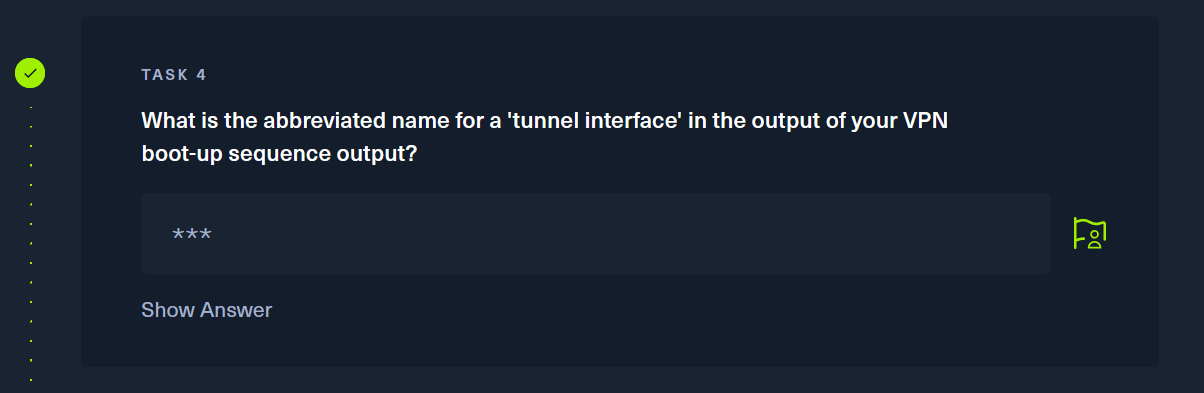 TASK 4
What is the abbreviated name for a 'tunnel interface' in the output of your VPN
boot-up sequence output?
***
Show Answer